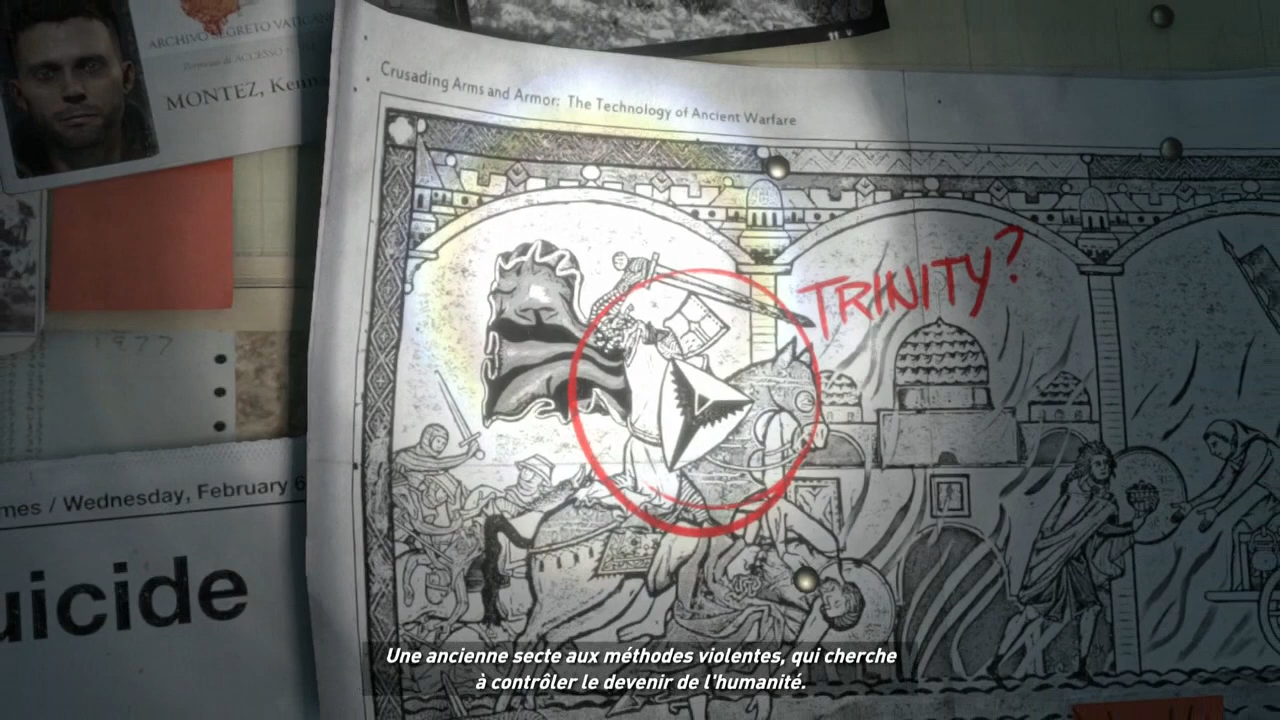 ARCHIVO SEGRETO VATICANO
MONTEZ, Kenn
Crusading Arms and Armor: The Technology of Ancient Warfare
TRINITY?
1977
mes / Wednesday, February 6
uicide
Une ancienne secte aux méthodes violentes, qui cherche
à contrôler le devenir de l'humanité.